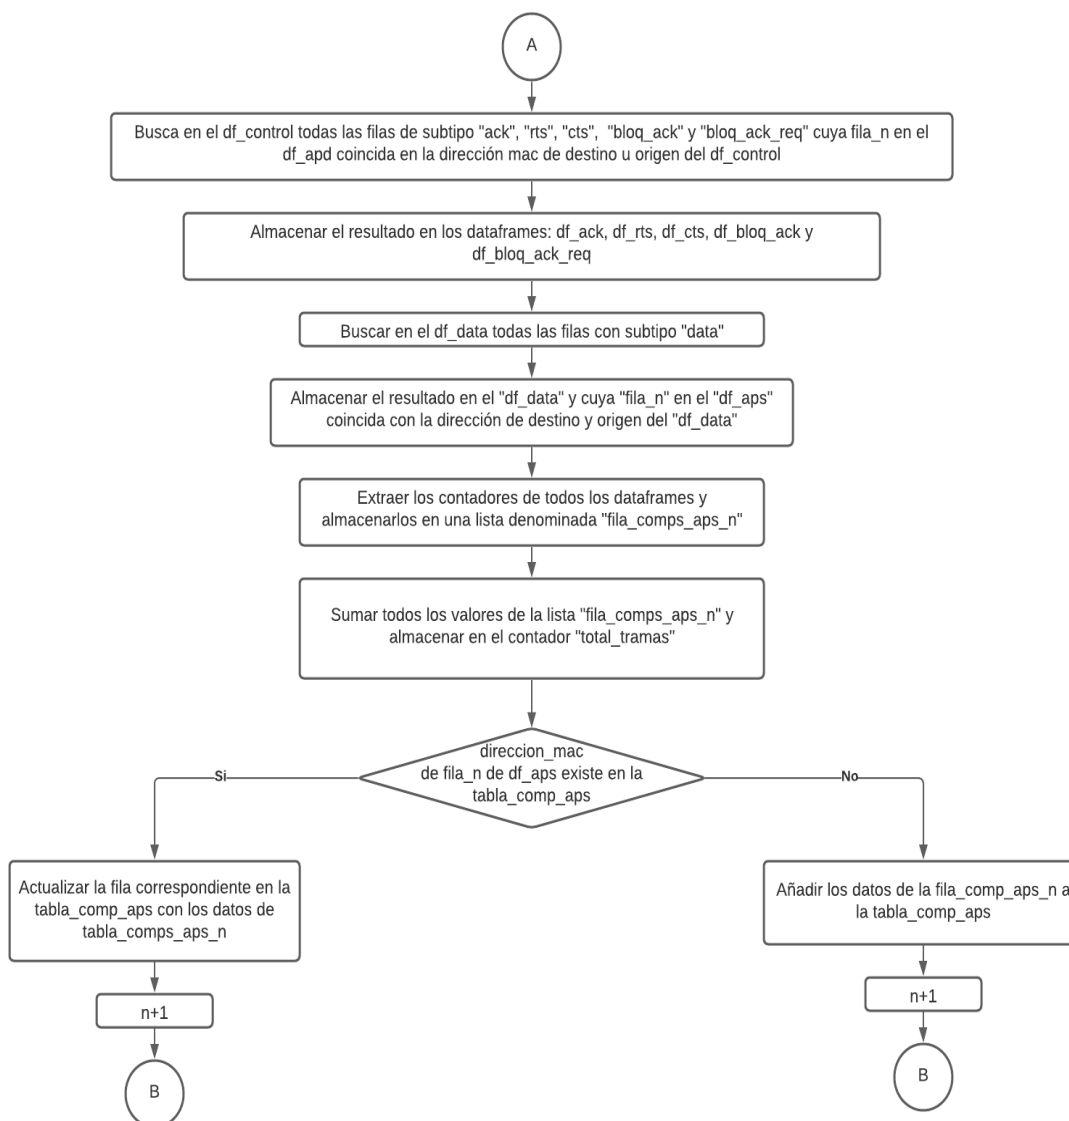 A
Busca en el df_control todas las filas de subtipo "ack", "rts", "cts", "bloq_ack" y "bloq_ack_req" cuya fila_n en el
df_apd coincida en la dirección mac de destino u origen del df_control
Almacenar el resultado en los dataframes: df_ack, df_rts, df_cts, df_bloq_ack y
df_bloq_ack_req
Buscar en el df_data todas las filas con subtipo "data"
Almacenar el resultado en el "df_data" y cuya "fila_n" en el "df_aps"
coincida con la dirección de destino y origen del "df_data"
Extraer los contadores de todos los dataframes y
almacenarlos en una lista denominada "fila_comps_aps_n"
Sumar todos los valores de la lista "fila_comps_aps_n" y
almacenar en el contador "total_tramas"
direccion_mac
de fila_n de df_aps existe en la
tabla_comp_aps
Si
No
Actualizar la fila correspondiente en la
tabla_comp_aps con los datos de
tabla_comps_aps_n
Añadir los datos de la fila_comp_aps_n a
la tabla_comp_aps
n+1
n+1
B
B